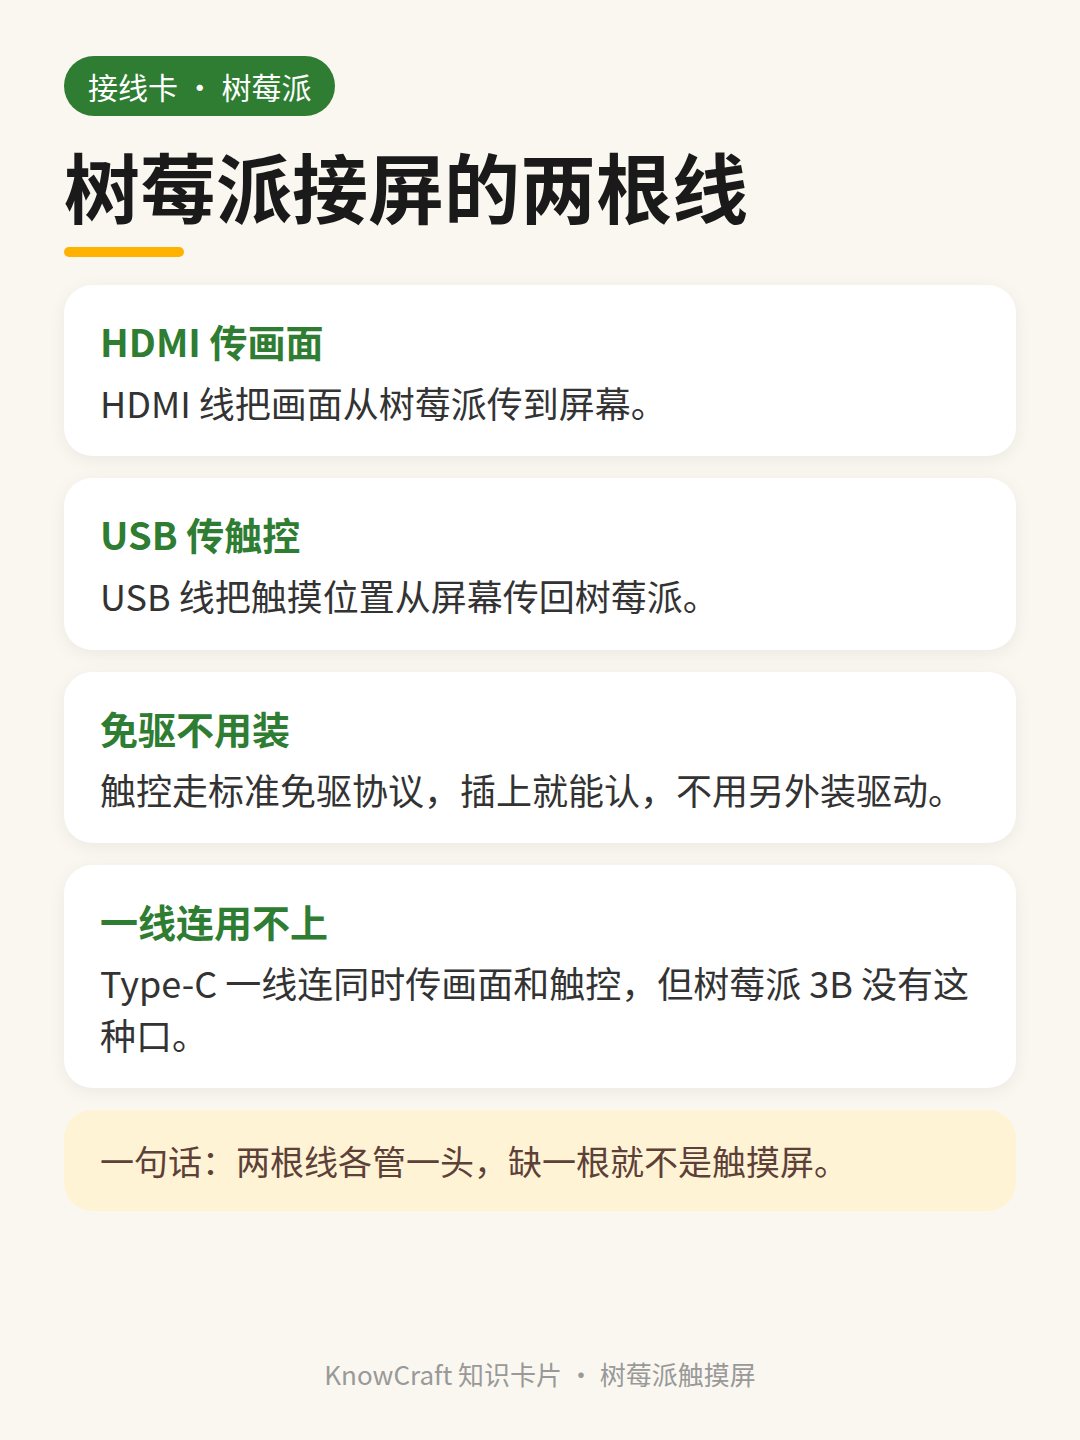 接线卡 · 树莓派
树莓派接屏的两根线
HDMI 传画面
HDMI 线把画面从树莓派传到屏幕。
USB 传触控
USB 线把触摸位置从屏幕传回树莓派。
免驱不用装
触控走标准免驱协议，插上就能认，不用另外装驱动。
一线连用不上
Type-C 一线连同时传画面和触控，但树莓派 3B 没有这
种口。
一句话：两根线各管一头，缺一根就不是触摸屏。
KnowCraft 知识卡片 · 树莓派触摸屏